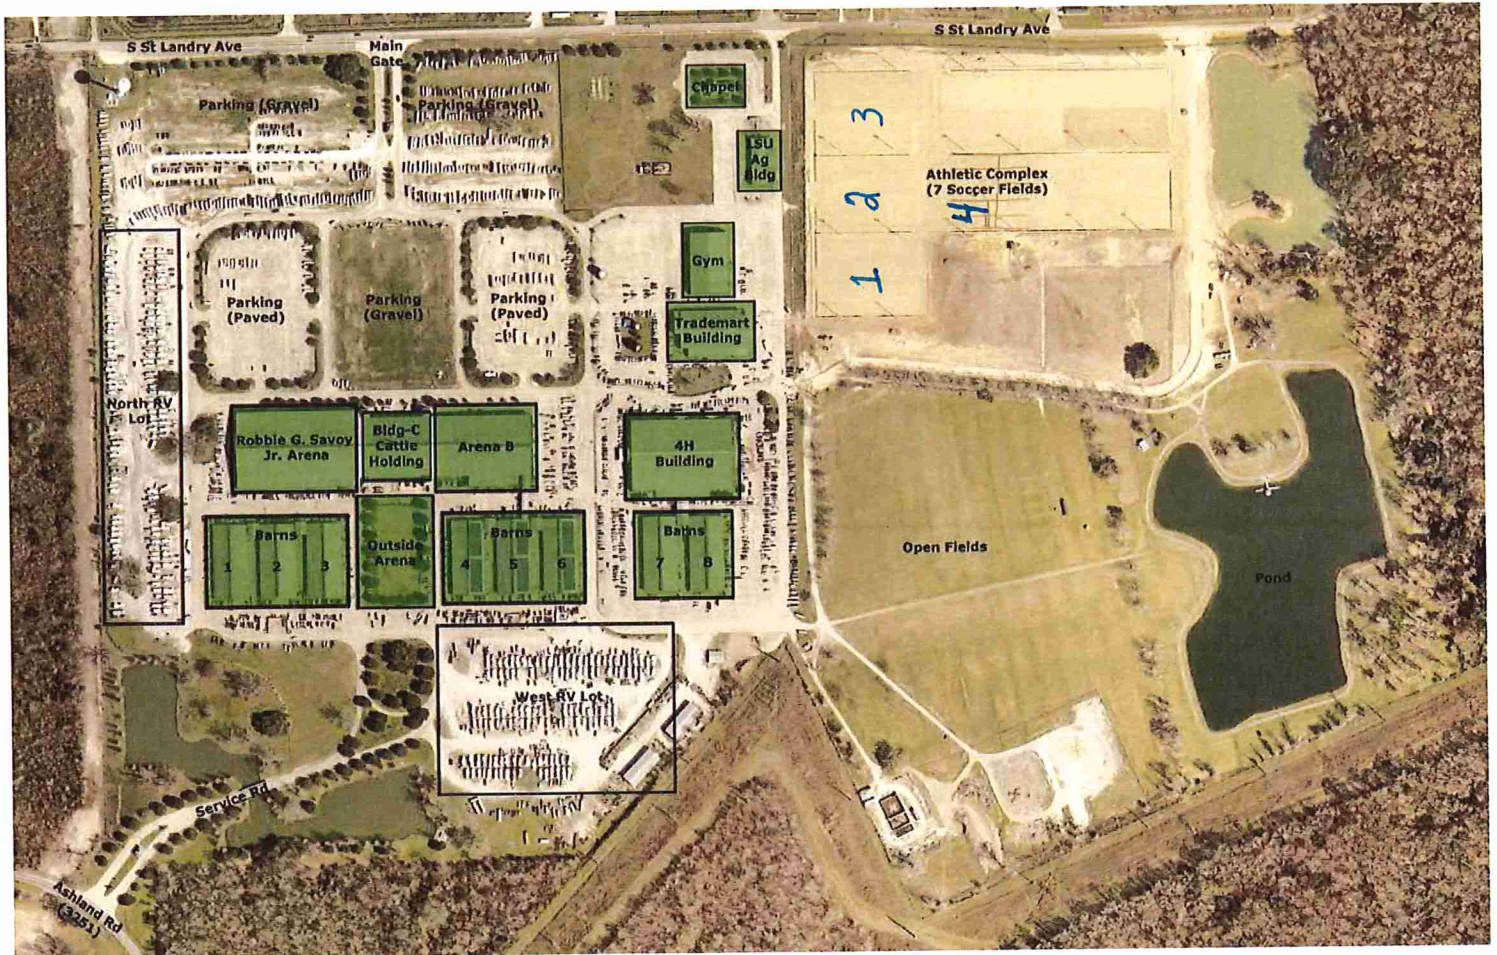 S St Landry Ave
Main
Gate
S St Landry Ave
Parking (Gravel)
Parking (Gravel)
Chapel
LSU
Ag
Bldg
3
Athletic Complex
(7 Soccer Fields)
2
4
1
Gym
Parking
(Paved)
Parking
(Gravel)
Parking
(Paved)
Trademart
Building
North RV
Lot
Robbie G. Savoy
Jr. Arena
Bldg-C
Cattle
Holding
Arena B
4H
Building
Barns
1 2 3
Outside
Arena
Barns
4 5 6
Barns
7 8
Open Fields
Pond
West RV Lot
Service Rd
Ashland Rd
(3251)